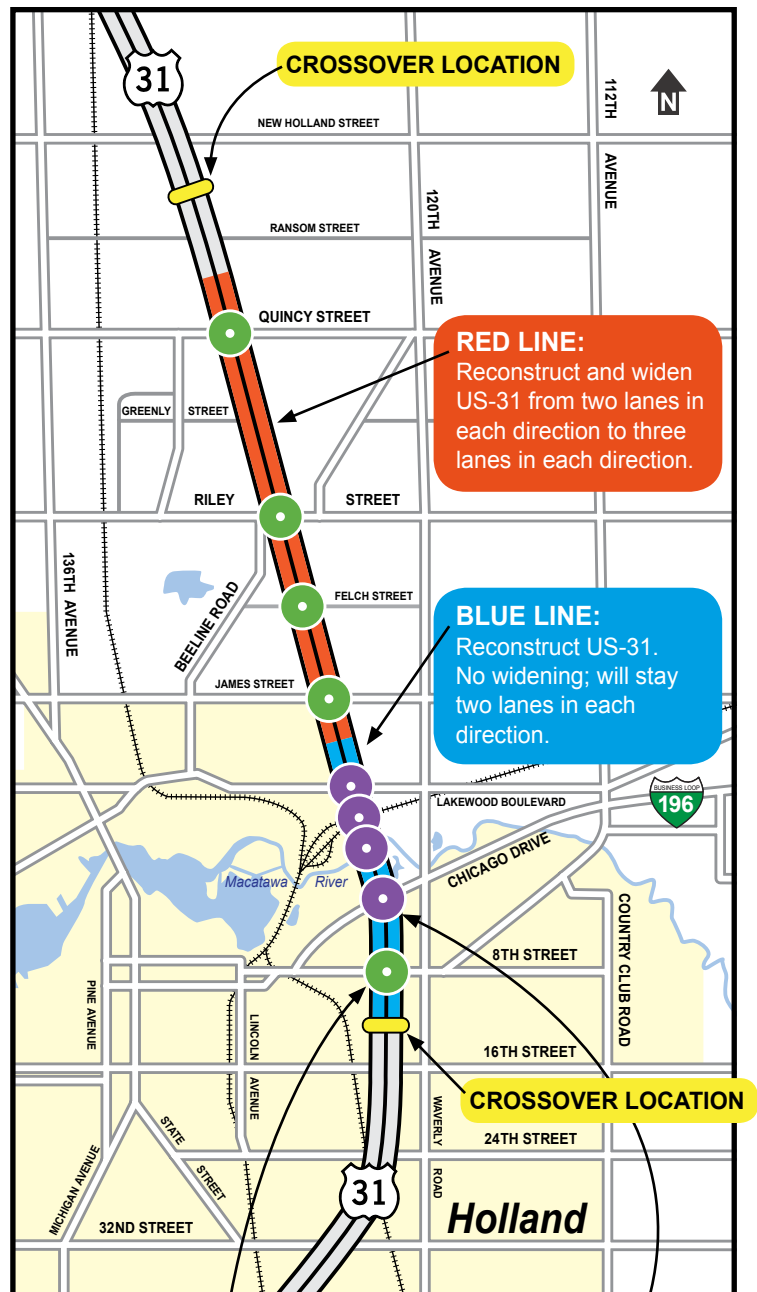 31
CROSSOVER LOCATION
N
112TH
AVENUE
NEW HOLLAND STREET
120TH
AVENUE
RANSOM STREET
QUINCY STREET
RED LINE:
Reconstruct and widen
US-31 from two lanes in
each direction to three
lanes in each direction.
GREENLY STREET
RILEY STREET
136TH AVENUE
BEELINE ROAD
FELCH STREET
BLUE LINE:
Reconstruct US-31.
No widening; will stay
two lanes in each
direction.
JAMES STREET
LAKEWOOD BOULEVARD
BUSINESS LOOP
196
CHICAGO DRIVE
Macatawa River
COUNTRY CLUB ROAD
8TH STREET
PINE AVENUE
LINCOLN
AVENUE
16TH STREET
CROSSOVER LOCATION
WAVERLY
ROAD
STATE
STREET
24TH STREET
MICHIGAN AVENUE
31
Holland
32ND STREET